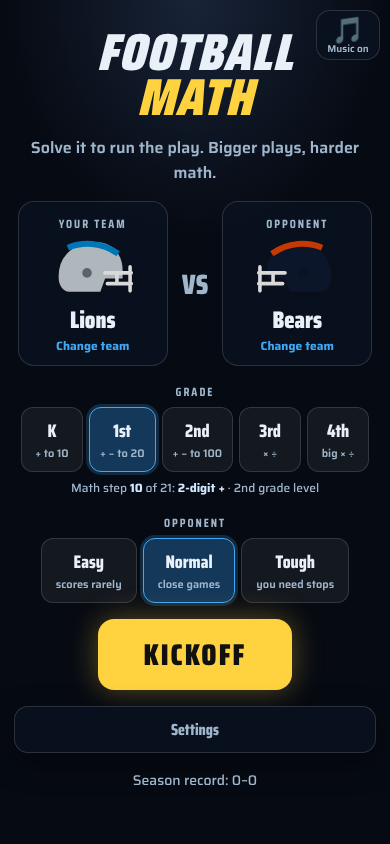 FOOTBALL
MATH
Music on
Solve it to run the play. Bigger plays, harder
math.
YOUR TEAM
Lions
Change team
VS
OPPONENT
Bears
Change team
GRADE
K
+ to 10
1st
+ − to 20
2nd
+ − to 100
3rd
× ÷
4th
big × ÷
Math step 10 of 21: 2-digit + · 2nd grade level
OPPONENT
Easy
scores rarely
Normal
close games
Tough
you need stops
KICKOFF
Settings
Season record: 0–0